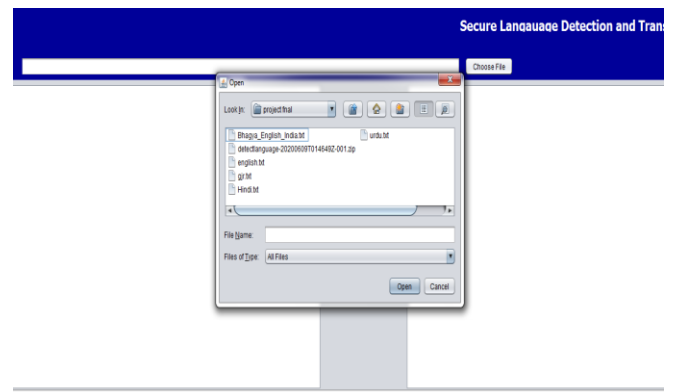 Secure Langauage Detection and Trans
Choose File
Open
Look In: project final
Bhagya_English_India.txt
urdu.txt
detectlanguage-20200609T014649Z-001.zip
english.txt
gjr.txt
Hindi.txt
File Name:
Files of Type: All Files
Open Cancel